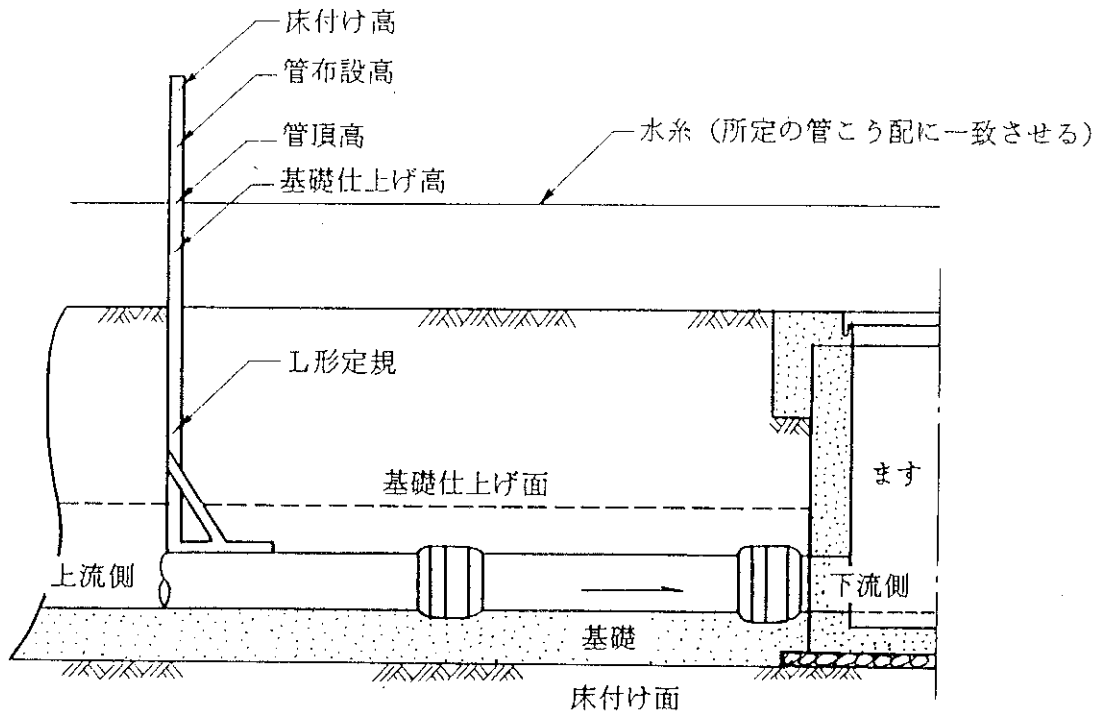 床付け高
管布設高
管頂高
基礎仕上げ高
水糸（所定の管こう配に一致させる）
L形定規
基礎仕上げ面
ます
上流側
下流側
基礎
床付け面